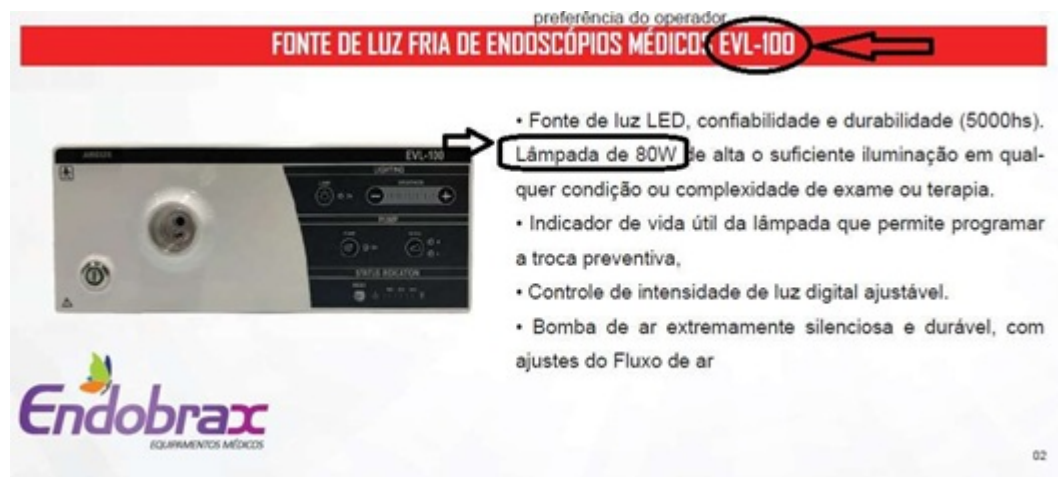 preferência do operador
FONTE DE LUZ FRIA DE ENDOSCÓPIOS MÉDICOS EVL-100
• Fonte de luz LED, confiabilidade e durabilidade (5000hs).
Lâmpada de 80W de alta o suficiente iluminação em qual-
quer condição ou complexidade de exame ou terapia.
• Indicador de vida útil da lâmpada que permite programar
a troca preventiva,
• Controle de intensidade de luz digital ajustável.
• Bomba de ar extremamente silenciosa e durável, com
ajustes do Fluxo de ar
EVL-100
LIGHTING
PUMP
STATUS INDICATION
Endobrax
EQUIPAMENTOS MÉDICOS
02